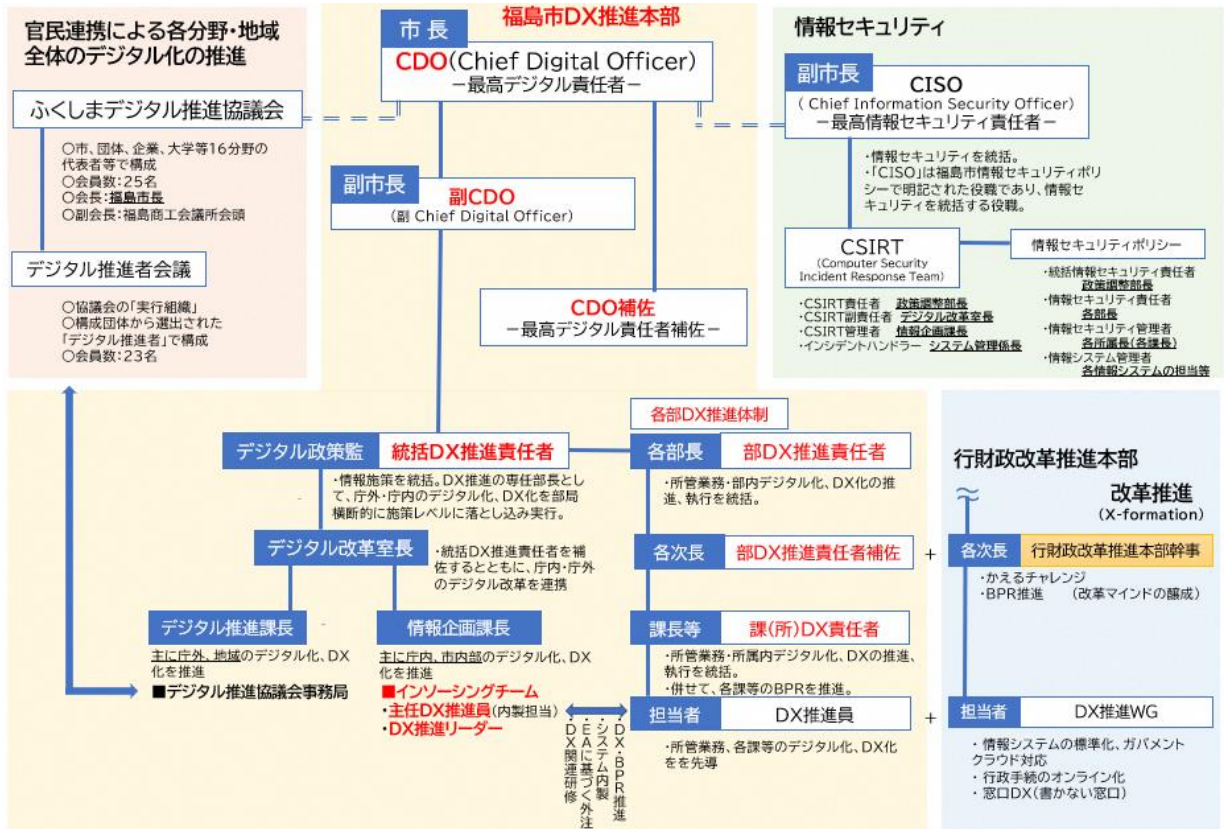 官民連携による各分野・地域
全体のデジタル化の推進
ふくしまデジタル推進協議会
○市、団体、企業、大学等16分野の
代表者等で構成
○会員数:25名
○会長:福島市長
○副会長:福島商工会議所会頭
デジタル推進者会議
○協議会の「実行組織」
○構成団体から選出された
「デジタル推進者」で構成
○会員数:23名
福島市DX推進本部
市長
CDO(Chief Digital Officer)
－最高デジタル責任者－
副市長
副CDO
(副 Chief Digital Officer)
CDO補佐
－最高デジタル責任者補佐－
情報セキュリティ
副市長
CISO
( Chief Information Security Officer)
－最高情報セキュリティ責任者－
・情報セキュリティを統括。
・「CISO」は福島市情報セキュリティポリ
シーで明記された役職であり、情報セ
キュリティを統括する役職。
CSIRT
(Computer Security
Incident Response Team)
・CSIRT責任者 政策調整部長
・CSIRT副責任者 デジタル改革室長
・CSIRT管理者 情報企画課長
・インシデントハンドラー システム管理係長
情報セキュリティポリシー
・統括情報セキュリティ責任者
政策調整部長
・情報セキュリティ責任者
各部長
・情報セキュリティ管理者
各所属長(各課長)
・情報システム管理者
各情報システムの担当等
デジタル政策監
統括DX推進責任者
・情報施策を統括。DX推進の専任部長とし
て、庁外・庁内のデジタル化、DX化を部局
横断的に施策レベルに落とし込み実行。
デジタル改革室長
・統括DX推進責任者を補
佐するとともに、庁内・庁外
のデジタル改革を連携
デジタル推進課長
主に庁外、地域のデジタル化、DX
化を推進
■デジタル推進協議会事務局
情報企画課長
主に庁内、市内部のデジタル化、DX
化を推進
■インソーシングチーム
・主任DX推進員(内製担当)
・DX推進リーダー
・DX・BPR推進
・システム内製
・EAに基づく外注
・DX関連研修
各部DX推進体制
各部長
部DX推進責任者
・所管業務・部内デジタル化、DX化の推
進、執行を統括。
各次長
部DX推進責任者補佐
+
課長等
課(所)DX責任者
・所管業務・所属内デジタル化、DXの推進、
執行を統括。
・併せて、各課等のBPRを推進。
担当者
DX推進員
+
・所管業務、各課等のデジタル化、DX化
をを先導
行財政改革推進本部
改革推進
(X-formation)
各次長
行財政改革推進本部幹事
・かえるチャレンジ
・BPR推進 (改革マインドの醸成)
担当者
DX推進WG
・ 情報システムの標準化、ガバメント
クラウド対応
・ 行政手続のオンライン化
・ 窓口DX(書かない窓口)